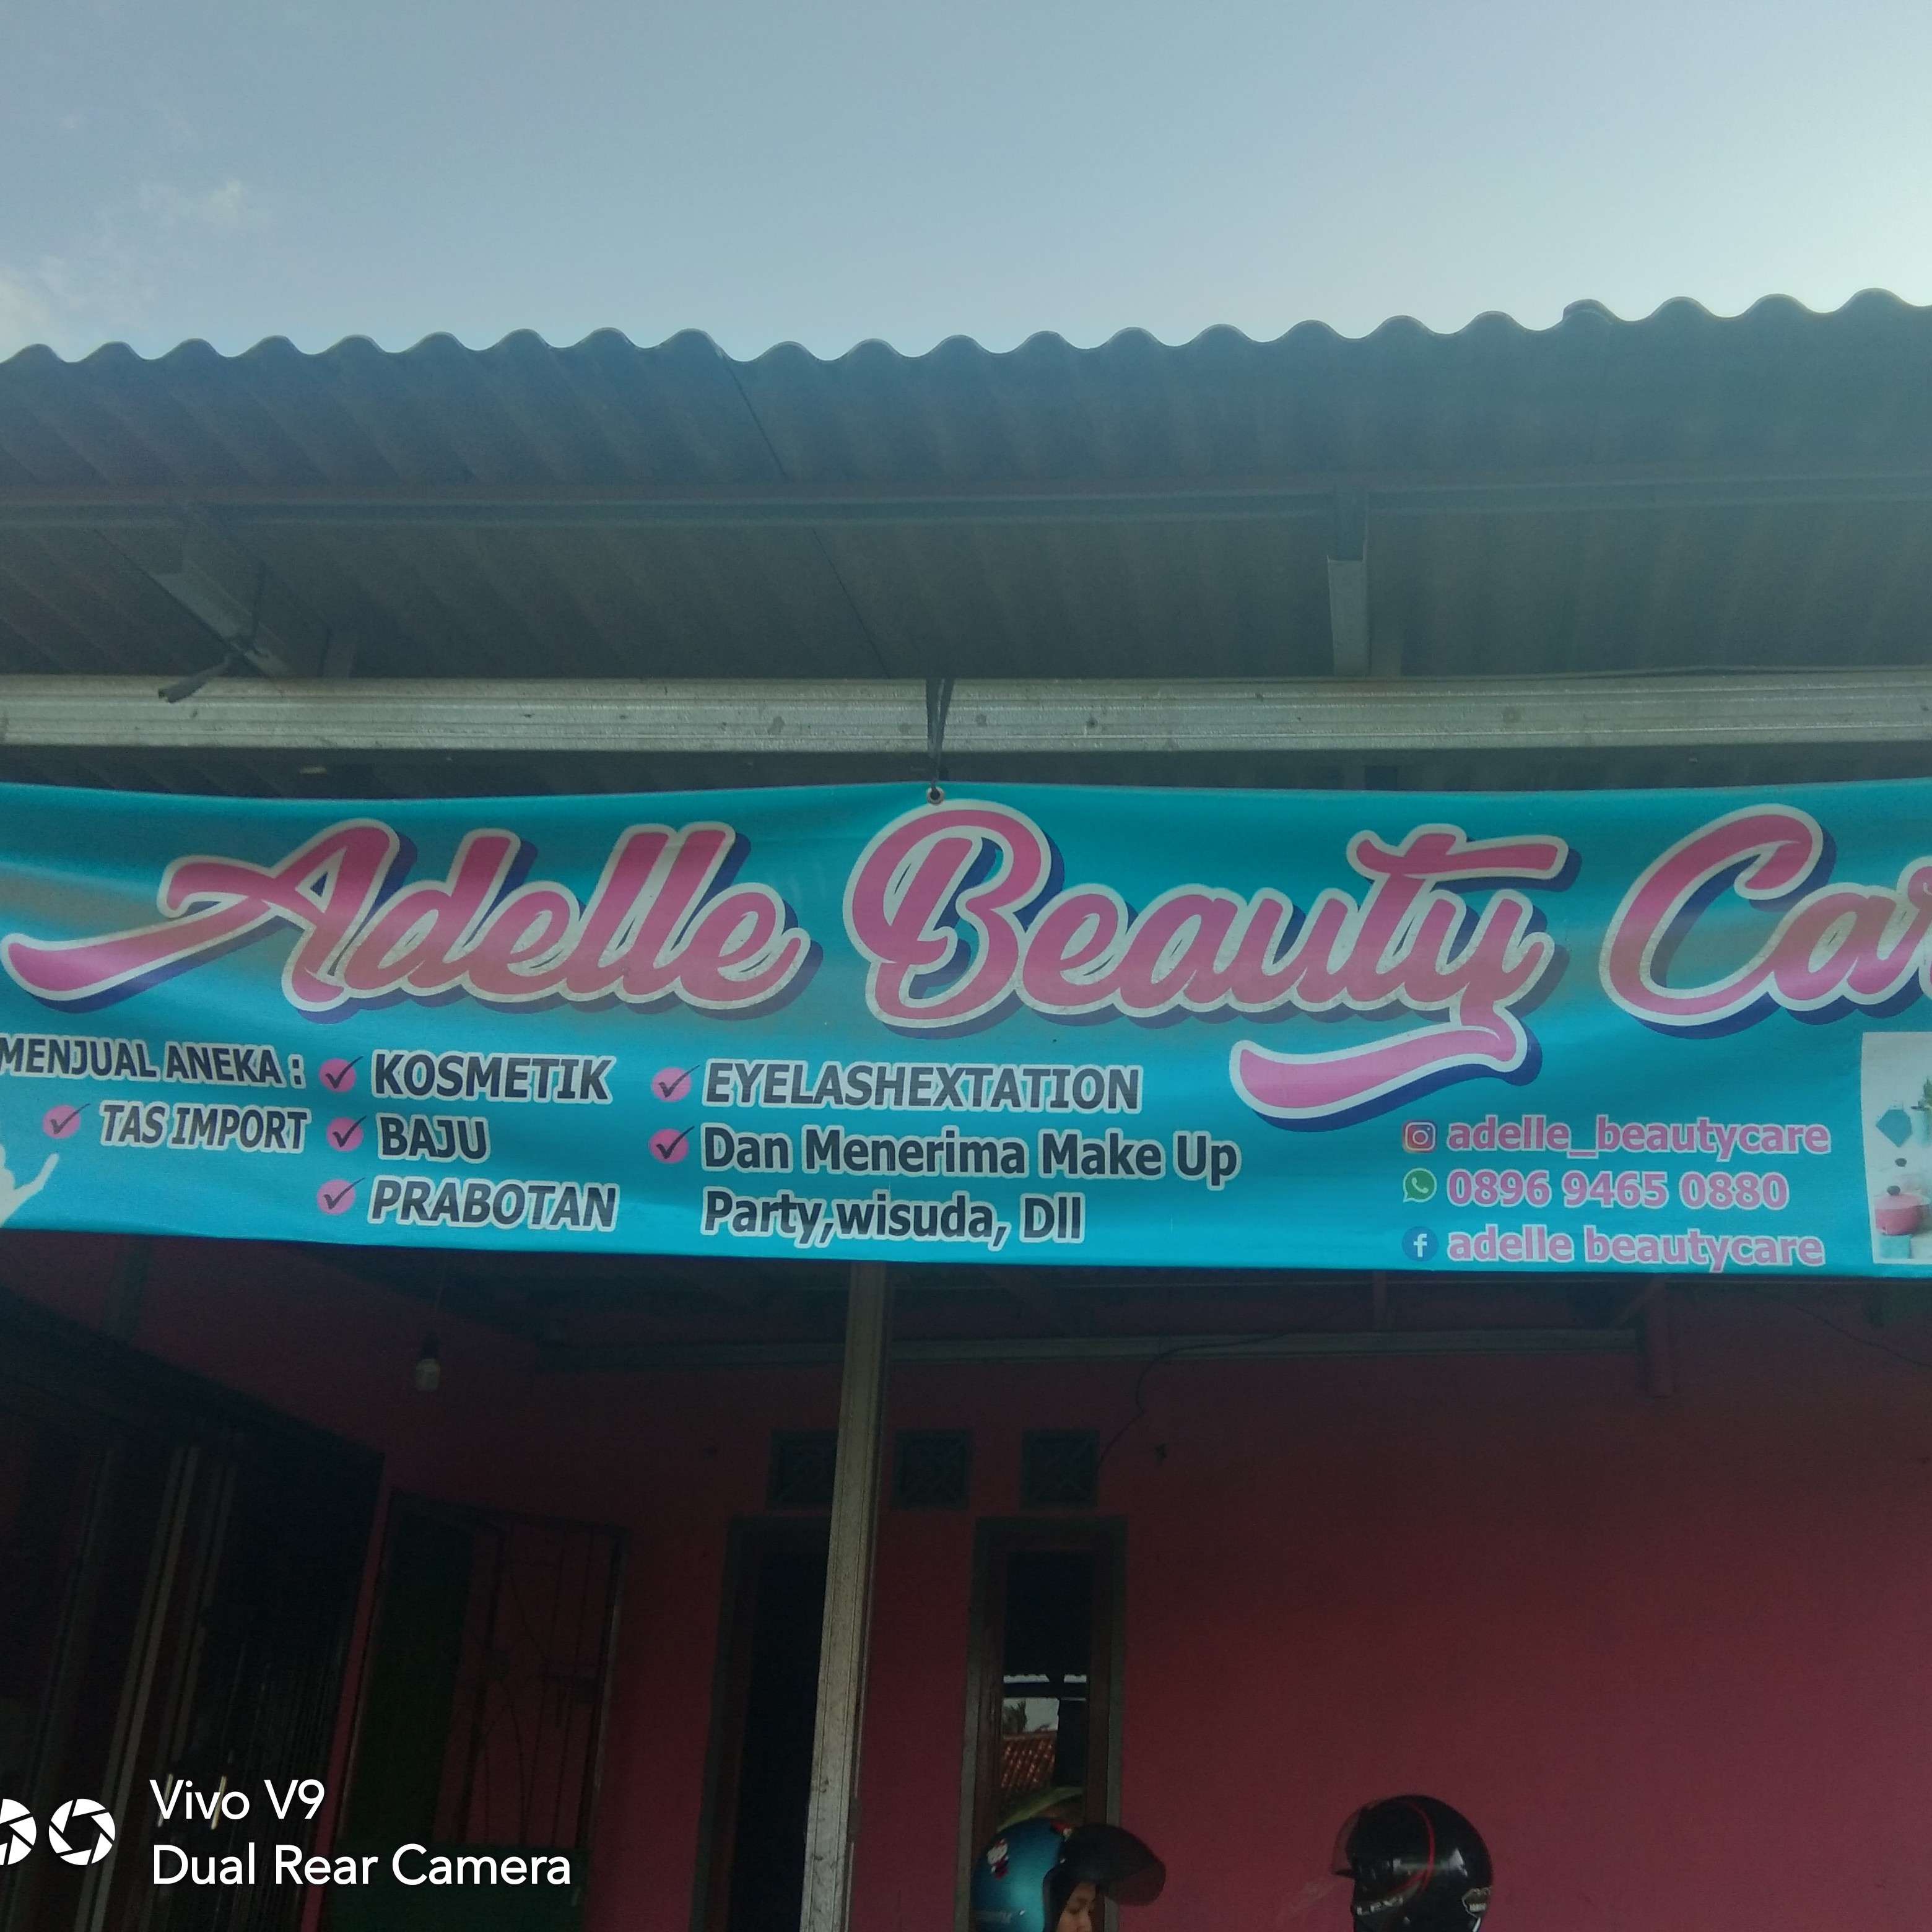 Adelle Beauty
MENJUAL ANEKA :
TAS IMPORT
KOSMETIK
BAJU
PRABOTAN
EYELASHEXTATION
Dan Menerima Make Up
Party,wisuda, Dll
adelle_beautycare
0896 9465 0880
adelle beautycare
Vivo V9
Dual Rear Camera